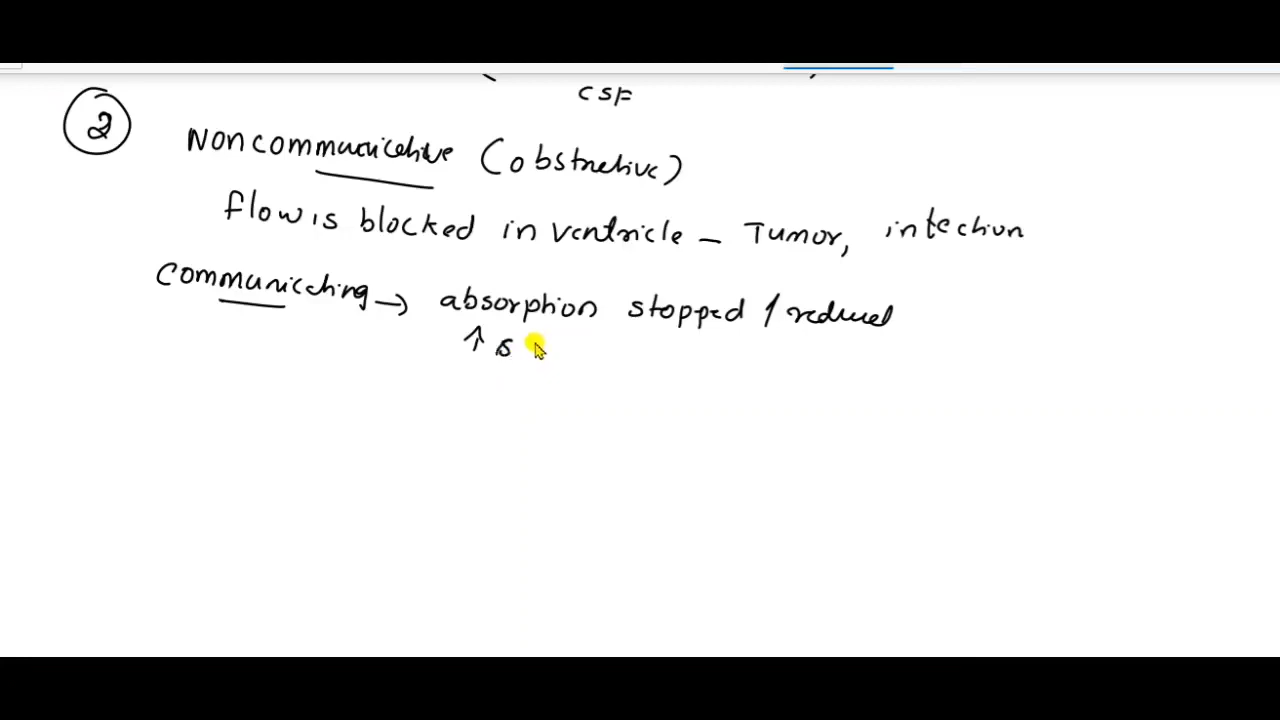 CSF
2
Noncommunicative (obstructive)
flow is blocked in ventricle - Tumor, infection
Communicating → absorption stopped / reduced
↑ s